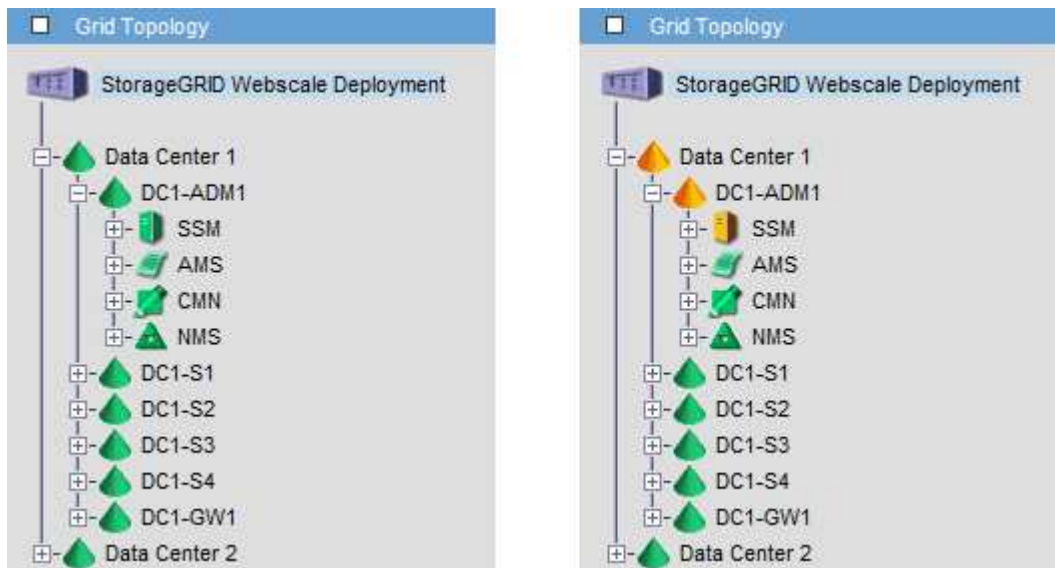 Grid Topology
StorageGRID Webscale Deployment
Data Center 1
DC1-ADM1
SSM
AMS
CMN
NMS
DC1-S1
DC1-S2
DC1-S3
DC1-S4
DC1-GW1
Data Center 2
Grid Topology
StorageGRID Webscale Deployment
Data Center 1
DC1-ADM1
SSM
AMS
CMN
NMS
DC1-S1
DC1-S2
DC1-S3
DC1-S4
DC1-GW1
Data Center 2